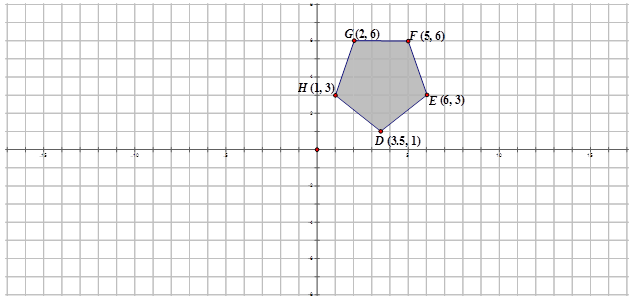 G (2, 6)
F (5, 6)
H (1, 3)
E (6, 3)
D (3.5, 1)